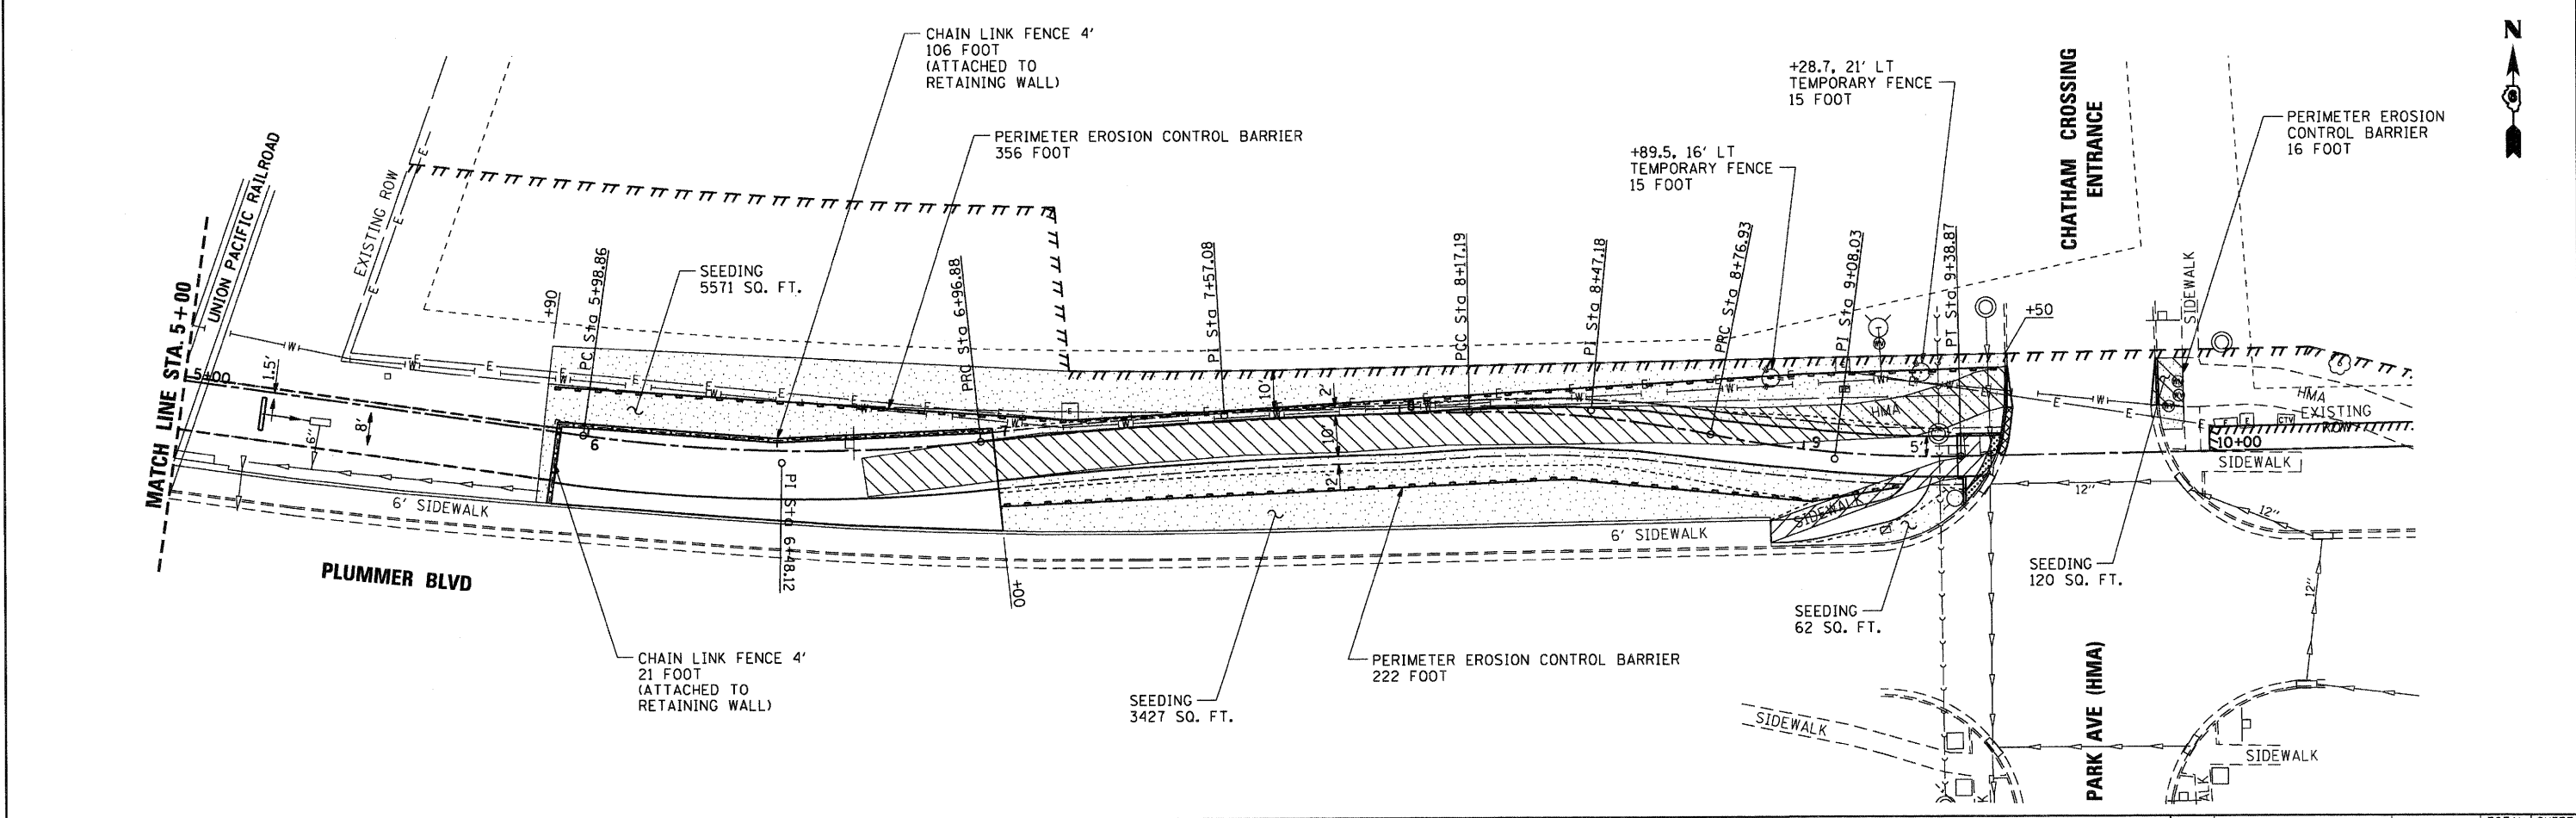 CHAIN LINK FENCE 4'
106 FOOT
(ATTACHED TO
RETAINING WALL)
PERIMETER EROSION CONTROL BARRIER
356 FOOT
+28.7, 21' LT
TEMPORARY FENCE
15 FOOT
+89.5, 16' LT
TEMPORARY FENCE
15 FOOT
CHATHAM CROSSING
ENTRANCE
PERIMETER EROSION
CONTROL BARRIER
16 FOOT
N
MATCH LINE STA. 5+00
UNION PACIFIC RAILROAD
EXISTING ROW
SEEDING
5571 SQ. FT.
+90
PC Sta 5+98.86
PRC Sta 6+96.88
PI Sta 7+57.08
PCC Sta 8+17.19
PI Sta 8+47.18
PRC Sta 8+76.93
PI Sta 9+08.03
PT Sta 9+38.87
+50
SIDEWALK
5+00
1.5'
8'
6"
6
10'
2'
10'
2'
9
5'
HMA
HMA
EXISTING
ROW
10+00
SIDEWALK
6' SIDEWALK
PI Sta 6+48.12
+00
6' SIDEWALK
SIDEWALK
12"
12"
12"
PLUMMER BLVD
CHAIN LINK FENCE 4'
21 FOOT
(ATTACHED TO
RETAINING WALL)
SEEDING
3427 SQ. FT.
PERIMETER EROSION CONTROL BARRIER
222 FOOT
SEEDING
62 SQ. FT.
SEEDING
120 SQ. FT.
PARK AVE (HMA)
SIDEWALK
SIDEWALK